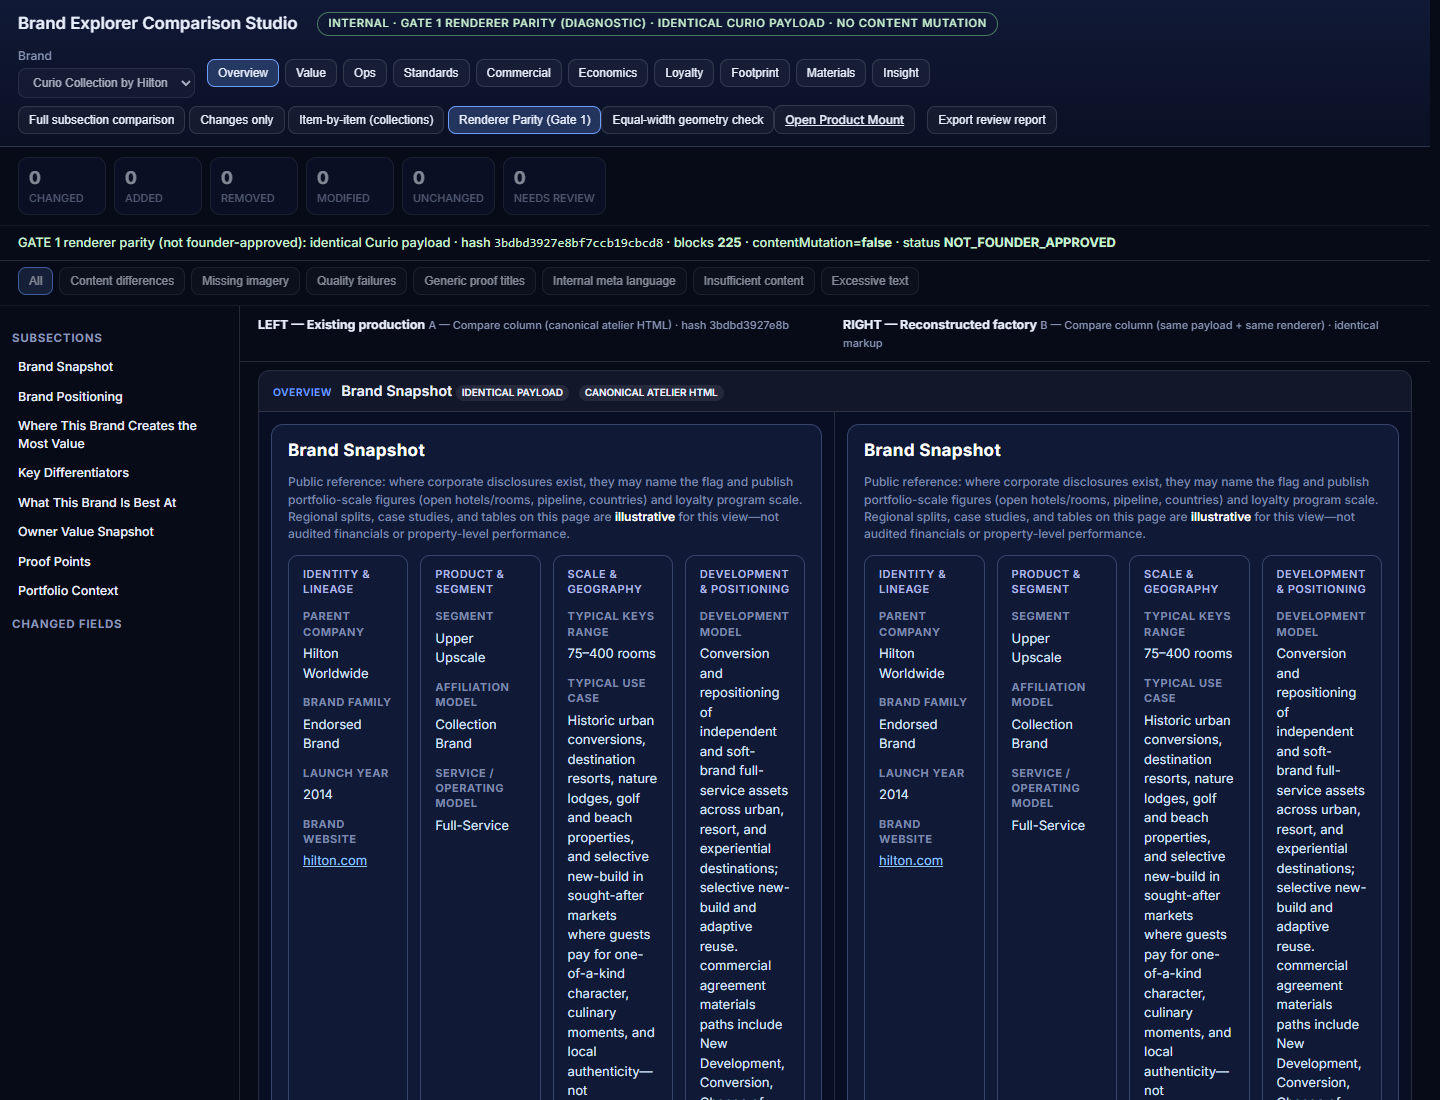 Brand Explorer Comparison Studio
INTERNAL · GATE 1 RENDERER PARITY (DIAGNOSTIC) · IDENTICAL CURIO PAYLOAD · NO CONTENT MUTATION
Brand
Curio Collection by Hilton
Overview
Value
Ops
Standards
Commercial
Economics
Loyalty
Footprint
Materials
Insight
Full subsection comparison
Changes only
Item-by-item (collections)
Renderer Parity (Gate 1)
Equal-width geometry check
Open Product Mount
Export review report
0
CHANGED
0
ADDED
0
REMOVED
0
MODIFIED
0
UNCHANGED
0
NEEDS REVIEW
GATE 1 renderer parity (not founder-approved): identical Curio payload · hash 3bdbd3927e8bf7ccb19cbcd8 · blocks 225 · contentMutation=false · status NOT_FOUNDER_APPROVED
All
Content differences
Missing imagery
Quality failures
Generic proof titles
Internal meta language
Insufficient content
Excessive text
SUBSECTIONS
Brand Snapshot
Brand Positioning
Where This Brand Creates the
Most Value
Key Differentiators
What This Brand Is Best At
Owner Value Snapshot
Proof Points
Portfolio Context
CHANGED FIELDS
LEFT — Existing production A — Compare column (canonical atelier HTML) · hash 3bdbd3927e8b
RIGHT — Reconstructed factory B — Compare column (same payload + same renderer) · identical
markup
OVERVIEW Brand Snapshot IDENTICAL PAYLOAD CANONICAL ATELIER HTML
Brand Snapshot
Public reference: where corporate disclosures exist, they may name the flag and publish
portfolio-scale figures (open hotels/rooms, pipeline, countries) and loyalty program scale.
Regional splits, case studies, and tables on this page are illustrative for this view—not
audited financials or property-level performance.
IDENTITY &
LINEAGE
PARENT
COMPANY
Hilton
Worldwide
BRAND FAMILY
Endorsed
Brand
LAUNCH YEAR
2014
BRAND
WEBSITE
hilton.com
PRODUCT &
SEGMENT
SEGMENT
Upper
Upscale
AFFILIATION
MODEL
Collection
Brand
SERVICE /
OPERATING
MODEL
Full-Service
SCALE &
GEOGRAPHY
TYPICAL KEYS
RANGE
75–400 rooms
TYPICAL USE
CASE
Historic urban
conversions,
destination
resorts, nature
lodges, golf
and beach
properties,
and selective
new-build in
sought-after
markets
where guests
pay for one-
of-a-kind
character,
culinary
moments, and
local
authenticity—
not
DEVELOPMENT
& POSITIONING
DEVELOPMENT
MODEL
Conversion
and
repositioning
of
independent
and soft-
brand full-
service assets
across urban,
resort, and
experiential
destinations;
selective new-
build and
adaptive
reuse.
commercial
agreement
materials
paths include
New
Development,
Conversion,
Brand Snapshot
Public reference: where corporate disclosures exist, they may name the flag and publish
portfolio-scale figures (open hotels/rooms, pipeline, countries) and loyalty program scale.
Regional splits, case studies, and tables on this page are illustrative for this view—not
audited financials or property-level performance.
IDENTITY &
LINEAGE
PARENT
COMPANY
Hilton
Worldwide
BRAND FAMILY
Endorsed
Brand
LAUNCH YEAR
2014
BRAND
WEBSITE
hilton.com
PRODUCT &
SEGMENT
SEGMENT
Upper
Upscale
AFFILIATION
MODEL
Collection
Brand
SERVICE /
OPERATING
MODEL
Full-Service
SCALE &
GEOGRAPHY
TYPICAL KEYS
RANGE
75–400 rooms
TYPICAL USE
CASE
Historic urban
conversions,
destination
resorts, nature
lodges, golf
and beach
properties,
and selective
new-build in
sought-after
markets
where guests
pay for one-
of-a-kind
character,
culinary
moments, and
local
authenticity—
not
DEVELOPMENT
& POSITIONING
DEVELOPMENT
MODEL
Conversion
and
repositioning
of
independent
and soft-
brand full-
service assets
across urban,
resort, and
experiential
destinations;
selective new-
build and
adaptive
reuse.
commercial
agreement
materials
paths include
New
Development,
Conversion,